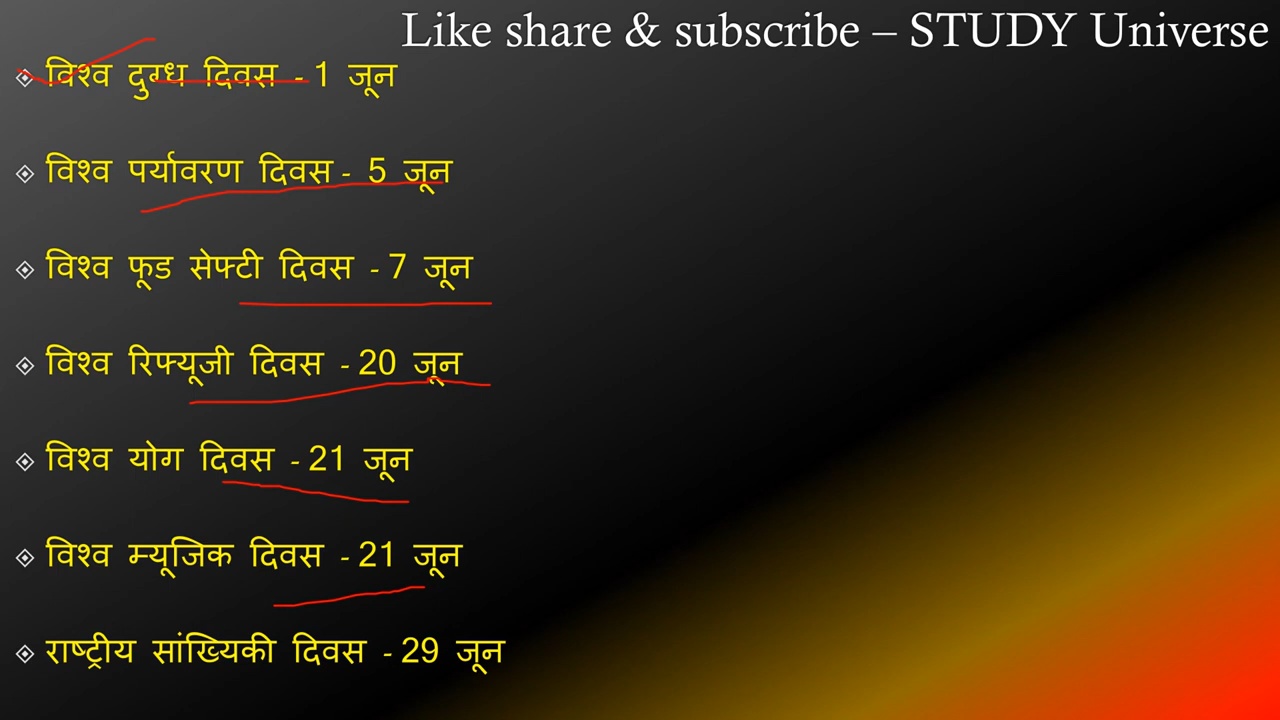 Like share & subscribe – STUDY Universe
विश्व दुग्ध दिवस - 1 जून
विश्व पर्यावरण दिवस - 5 जून
विश्व फूड सेफ्टी दिवस - 7 जून
विश्व रिफ्यूजी दिवस - 20 जून
विश्व योग दिवस - 21 जून
विश्व म्यूजिक दिवस - 21 जून
राष्ट्रीय सांख्यिकी दिवस - 29 जून